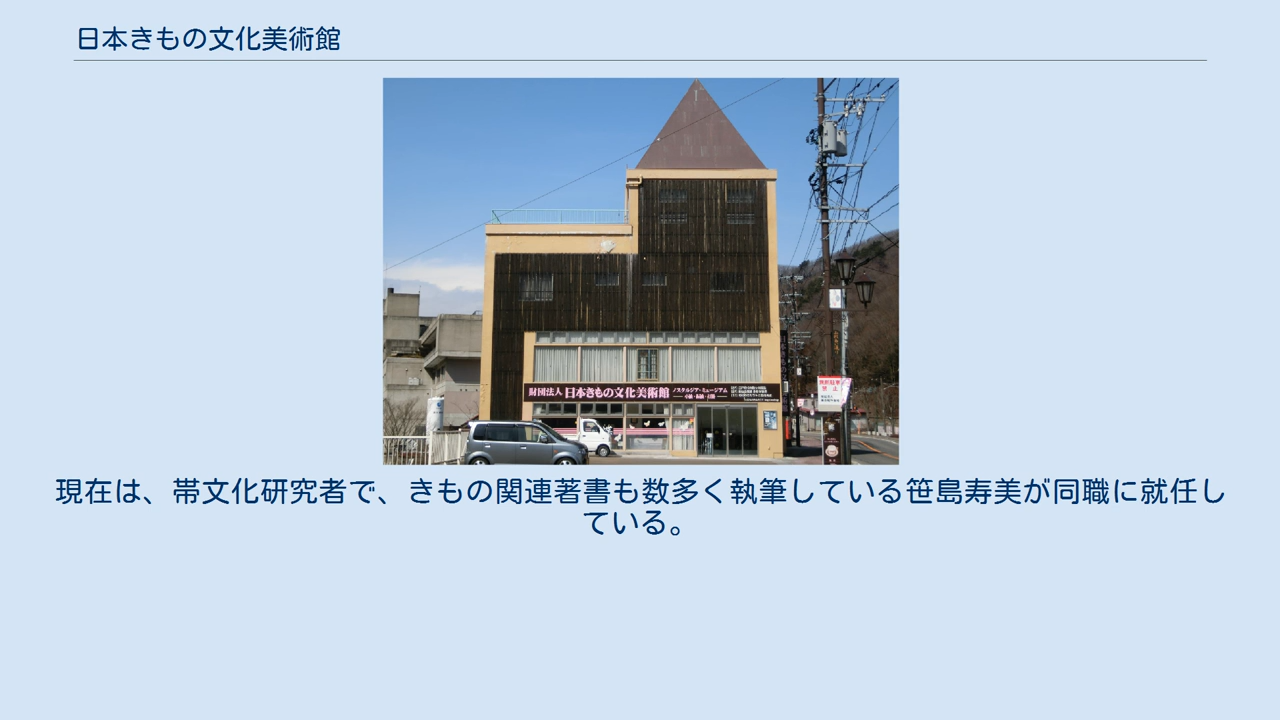 日本きもの文化美術館
財団法人 日本きもの文化美術館 ノスタルジア・ミュージアム
現在は、帯文化研究者で、きもの関連著書も数多く執筆している笹島寿美が同職に就任し
ている。